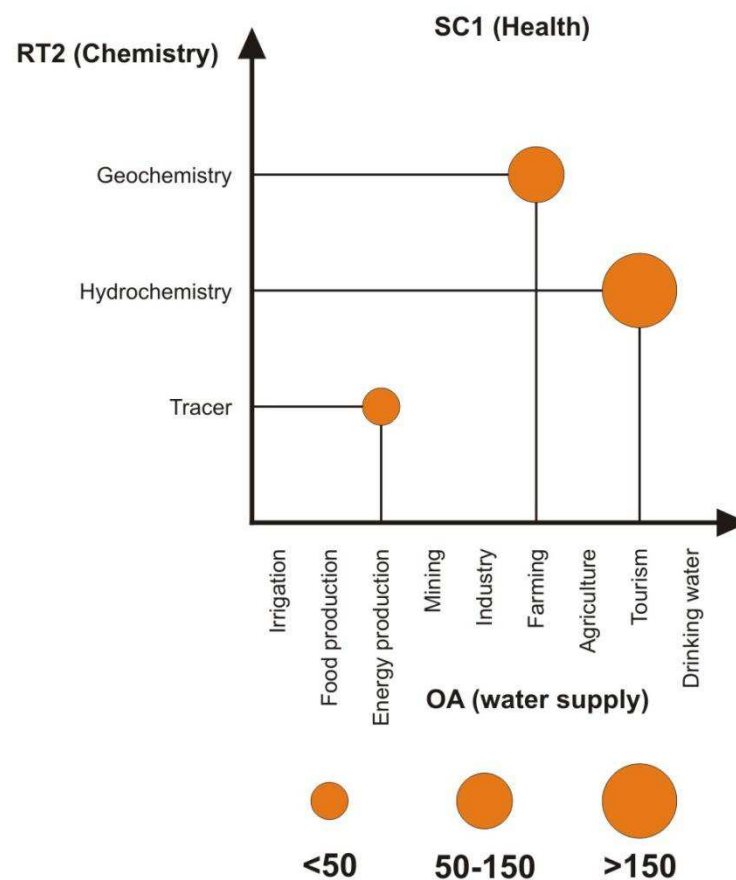 SC1 (Health)
RT2 (Chemistry)
Geochemistry
Hydrochemistry
Tracer
Irrigation
Food production
Energy production
Mining
Industry
Farming
Agriculture
Tourism
Drinking water
OA (water supply)
<50
50-150
>150